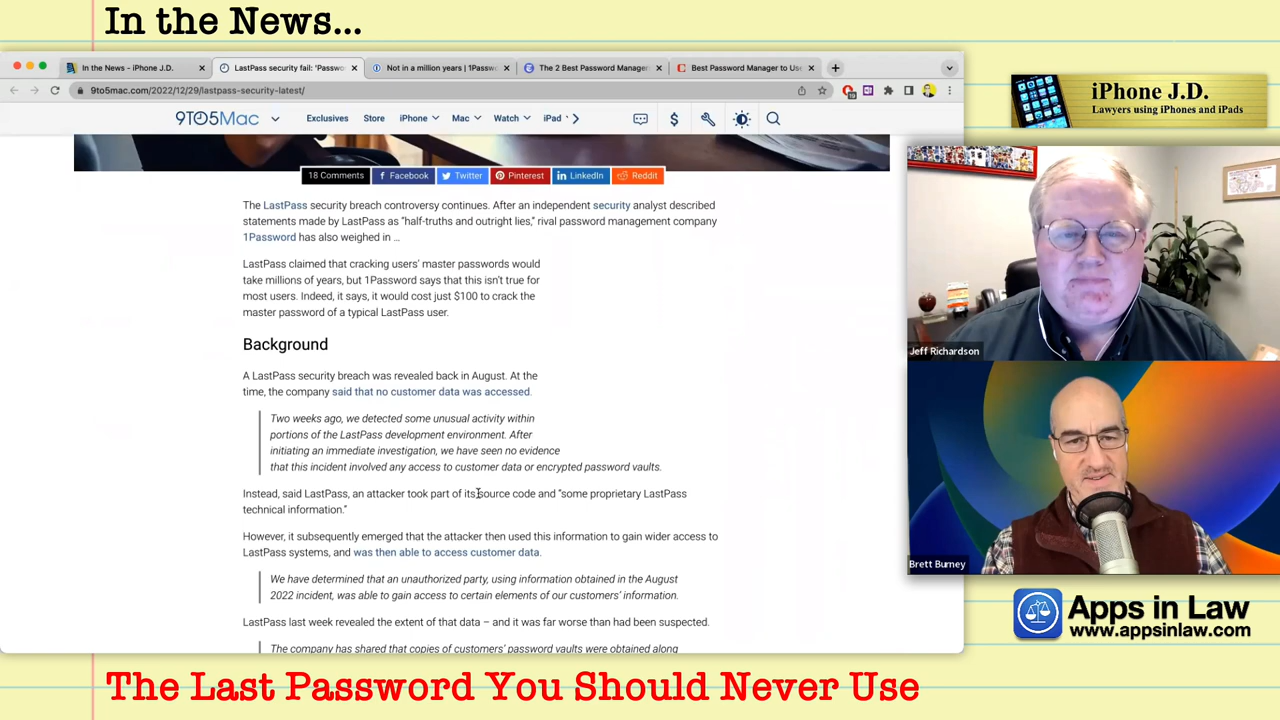 In the News...
In the News - iPhone J.D.
LastPass security fail: 'Passwo
Not in a million years | 1Passw
The 2 Best Password Manager
Best Password Manager to Use
9to5mac.com/2022/12/29/lastpass-security-latest/
9TO5Mac
Exclusives
Store
iPhone
Mac
Watch
iPad
18 Comments
Facebook
Twitter
Pinterest
LinkedIn
Reddit
The LastPass security breach controversy continues. After an independent security analyst described
statements made by LastPass as "half-truths and outright lies," rival password management company
1Password has also weighed in ...
LastPass claimed that cracking users' master passwords would
take millions of years, but 1Password says that this isn't true for
most users. Indeed, it says, it would cost just $100 to crack the
master password of a typical LastPass user.
Background
A LastPass security breach was revealed back in August. At the
time, the company said that no customer data was accessed.
Two weeks ago, we detected some unusual activity within
portions of the LastPass development environment. After
initiating an immediate investigation, we have seen no evidence
that this incident involved any access to customer data or encrypted password vaults.
Instead, said LastPass, an attacker took part of its source code and "some proprietary LastPass
technical information."
However, it subsequently emerged that the attacker then used this information to gain wider access to
LastPass systems, and was then able to access customer data.
We have determined that an unauthorized party, using information obtained in the August
2022 incident, was able to gain access to certain elements of our customers' information.
LastPass last week revealed the extent of that data – and it was far worse than had been suspected.
The company has shared that copies of customers' password vaults were obtained along
iPhone J.D.
Lawyers using iPhones and iPads
Jeff Richardson
Brett Burney
Apps in Law
www.appsinlaw.com
The Last Password You Should Never Use